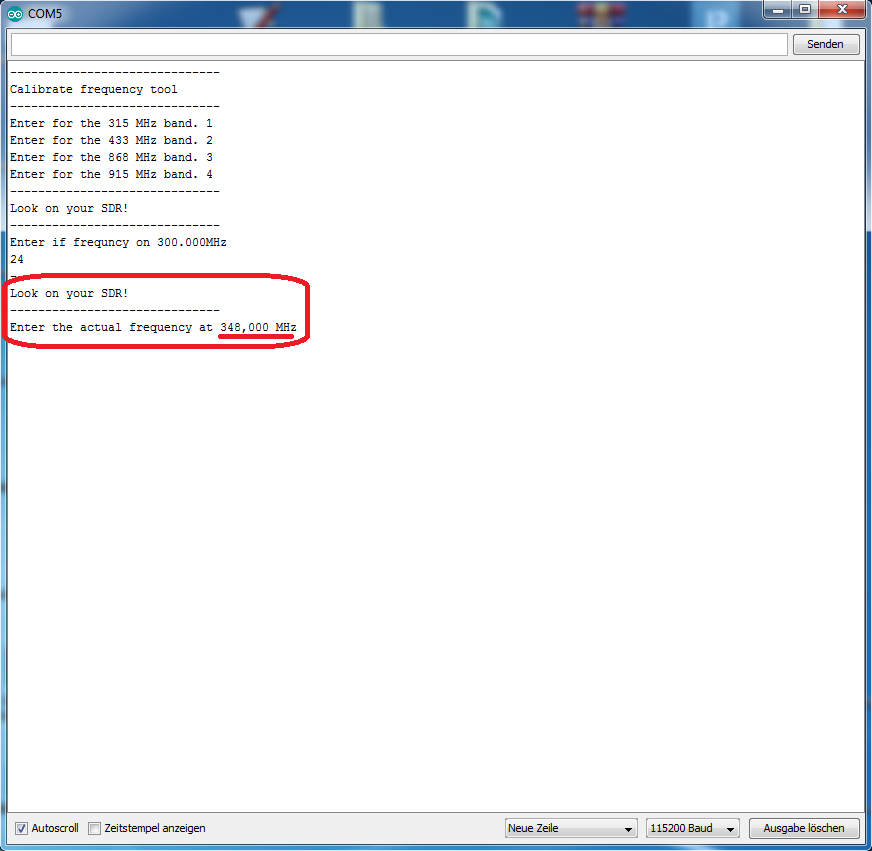 COM5
Senden
------------------------------
Calibrate frequency tool
------------------------------
Enter for the 315 MHz band. 1
Enter for the 433 MHz band. 2
Enter for the 868 MHz band. 3
Enter for the 915 MHz band. 4
------------------------------
Look on your SDR!
------------------------------
Enter if frequncy on 300.000MHz
24
Look on your SDR!
------------------------------
Enter the actual frequency at 348,000 MHz
Autoscroll Zeitstempel anzeigen Neue Zeile 115200 Baud Ausgabe löschen